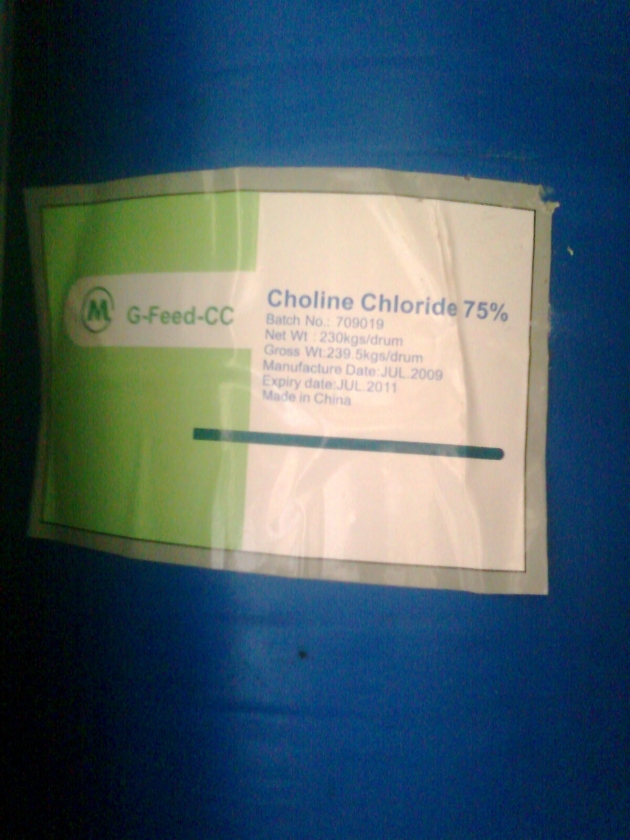 M
G-Feed-CC
Choline Chloride 75%
Batch No.: 709019
Net Wt : 230kgs/drum
Gross Wt:239.5kgs/drum
Manufacture Date:JUL.2009
Expiry date:JUL.2011
Made in China